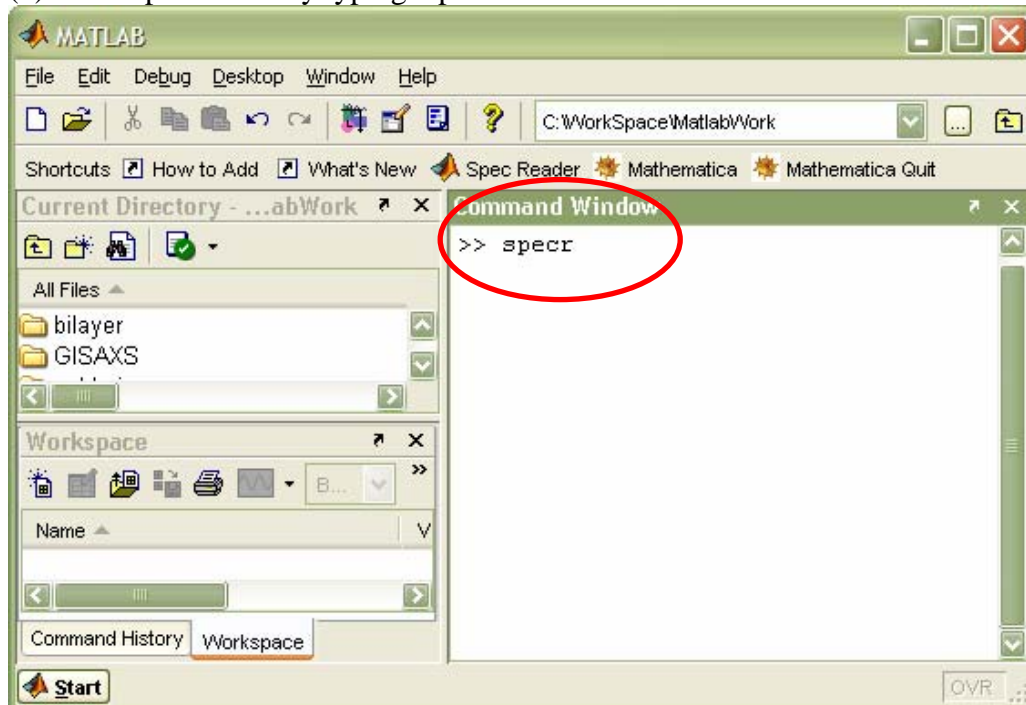 MATLAB
File Edit Debug Desktop Window Help
C:\WorkSpace\MatlabWork ...
Shortcuts How to Add What's New Spec Reader Mathematica Mathematica Quit
Current Directory - ...abWork
Command Window
>> specr
All Files
bilayer
GISAXS
Workspace
B... »
Name V
Command History Workspace
Start
OVR